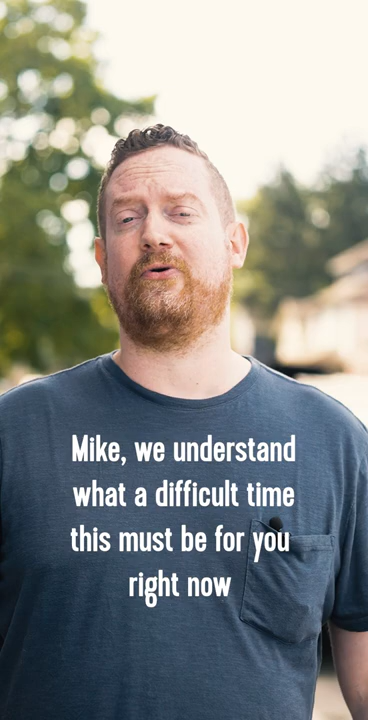 Mike, we understand
what a difficult time
this must be for you
right now